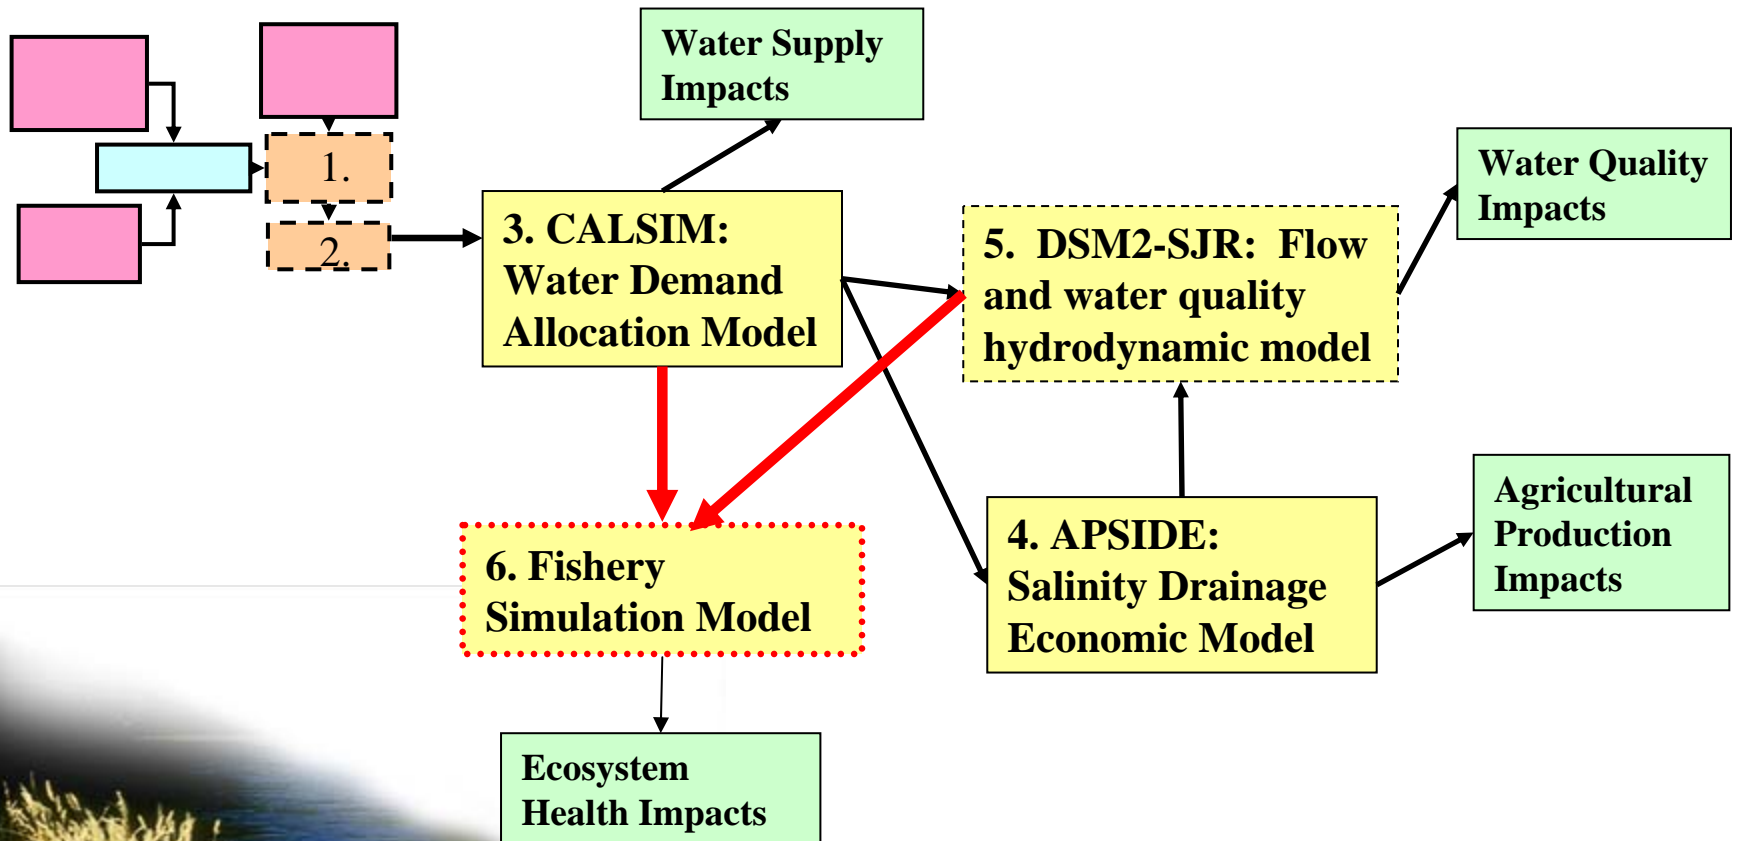 Water Supply
Impacts
1.
2.
3. CALSIM:
Water Demand
Allocation Model
5.  DSM2-SJR:  Flow
and water quality
hydrodynamic model
Water Quality
Impacts
6. Fishery
Simulation Model
4. APSIDE:
Salinity Drainage
Economic Model
Agricultural
Production
Impacts
Ecosystem
Health Impacts